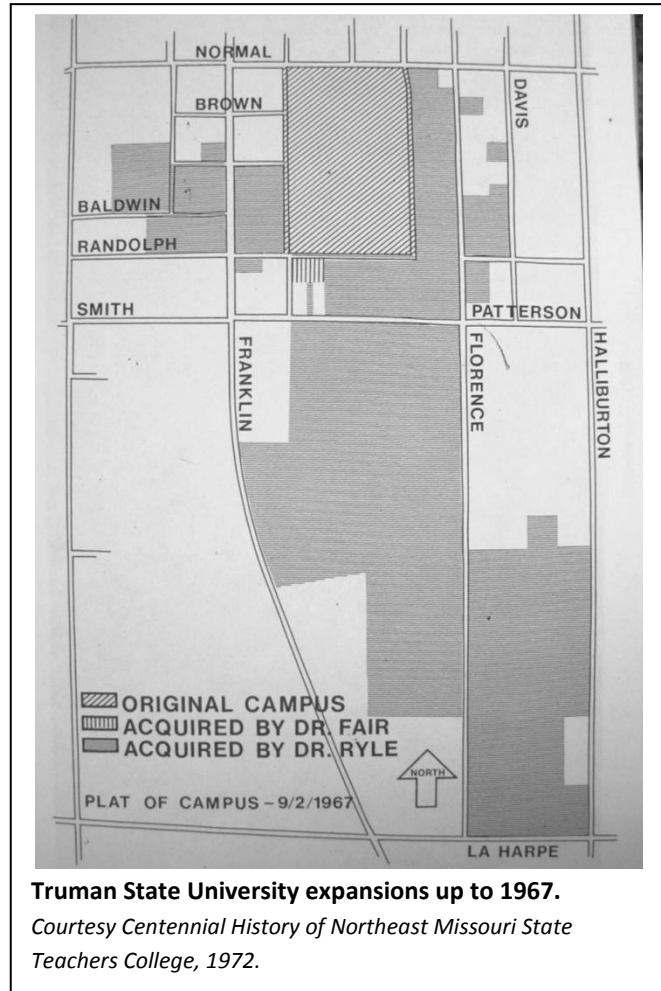 NORMAL
BROWN
DAVIS
BALDWIN
RANDOLPH
SMITH
PATTERSON
FRANKLIN
FLORENCE
HALLIBURTON
ORIGINAL CAMPUS
ACQUIRED BY DR. FAIR
ACQUIRED BY DR. RYLE
NORTH
PLAT OF CAMPUS - 9/2/1967
LA HARPE
Truman State University expansions up to 1967.
Courtesy Centennial History of Northeast Missouri State
Teachers College, 1972.